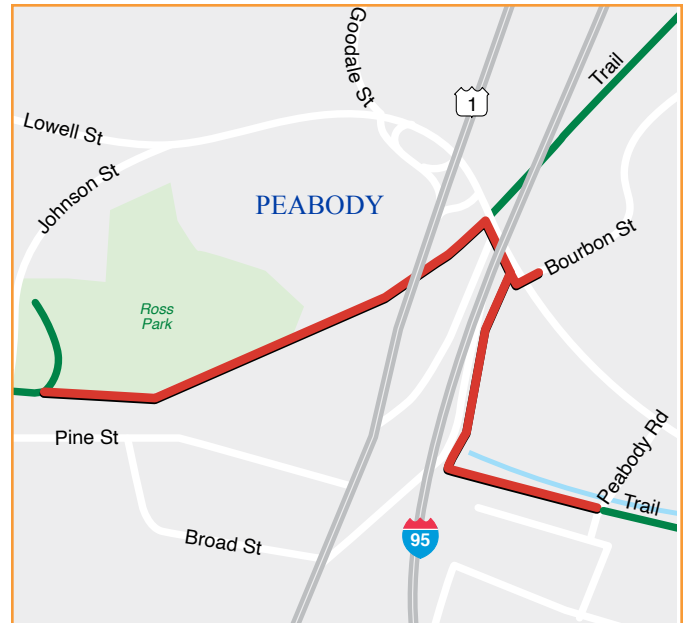 Goodale St
Trail
1
Lowell St
Johnson St
PEABODY
Bourbon St
Ross
Park
Pine St
Peabody Rd
Trail
Broad St
95